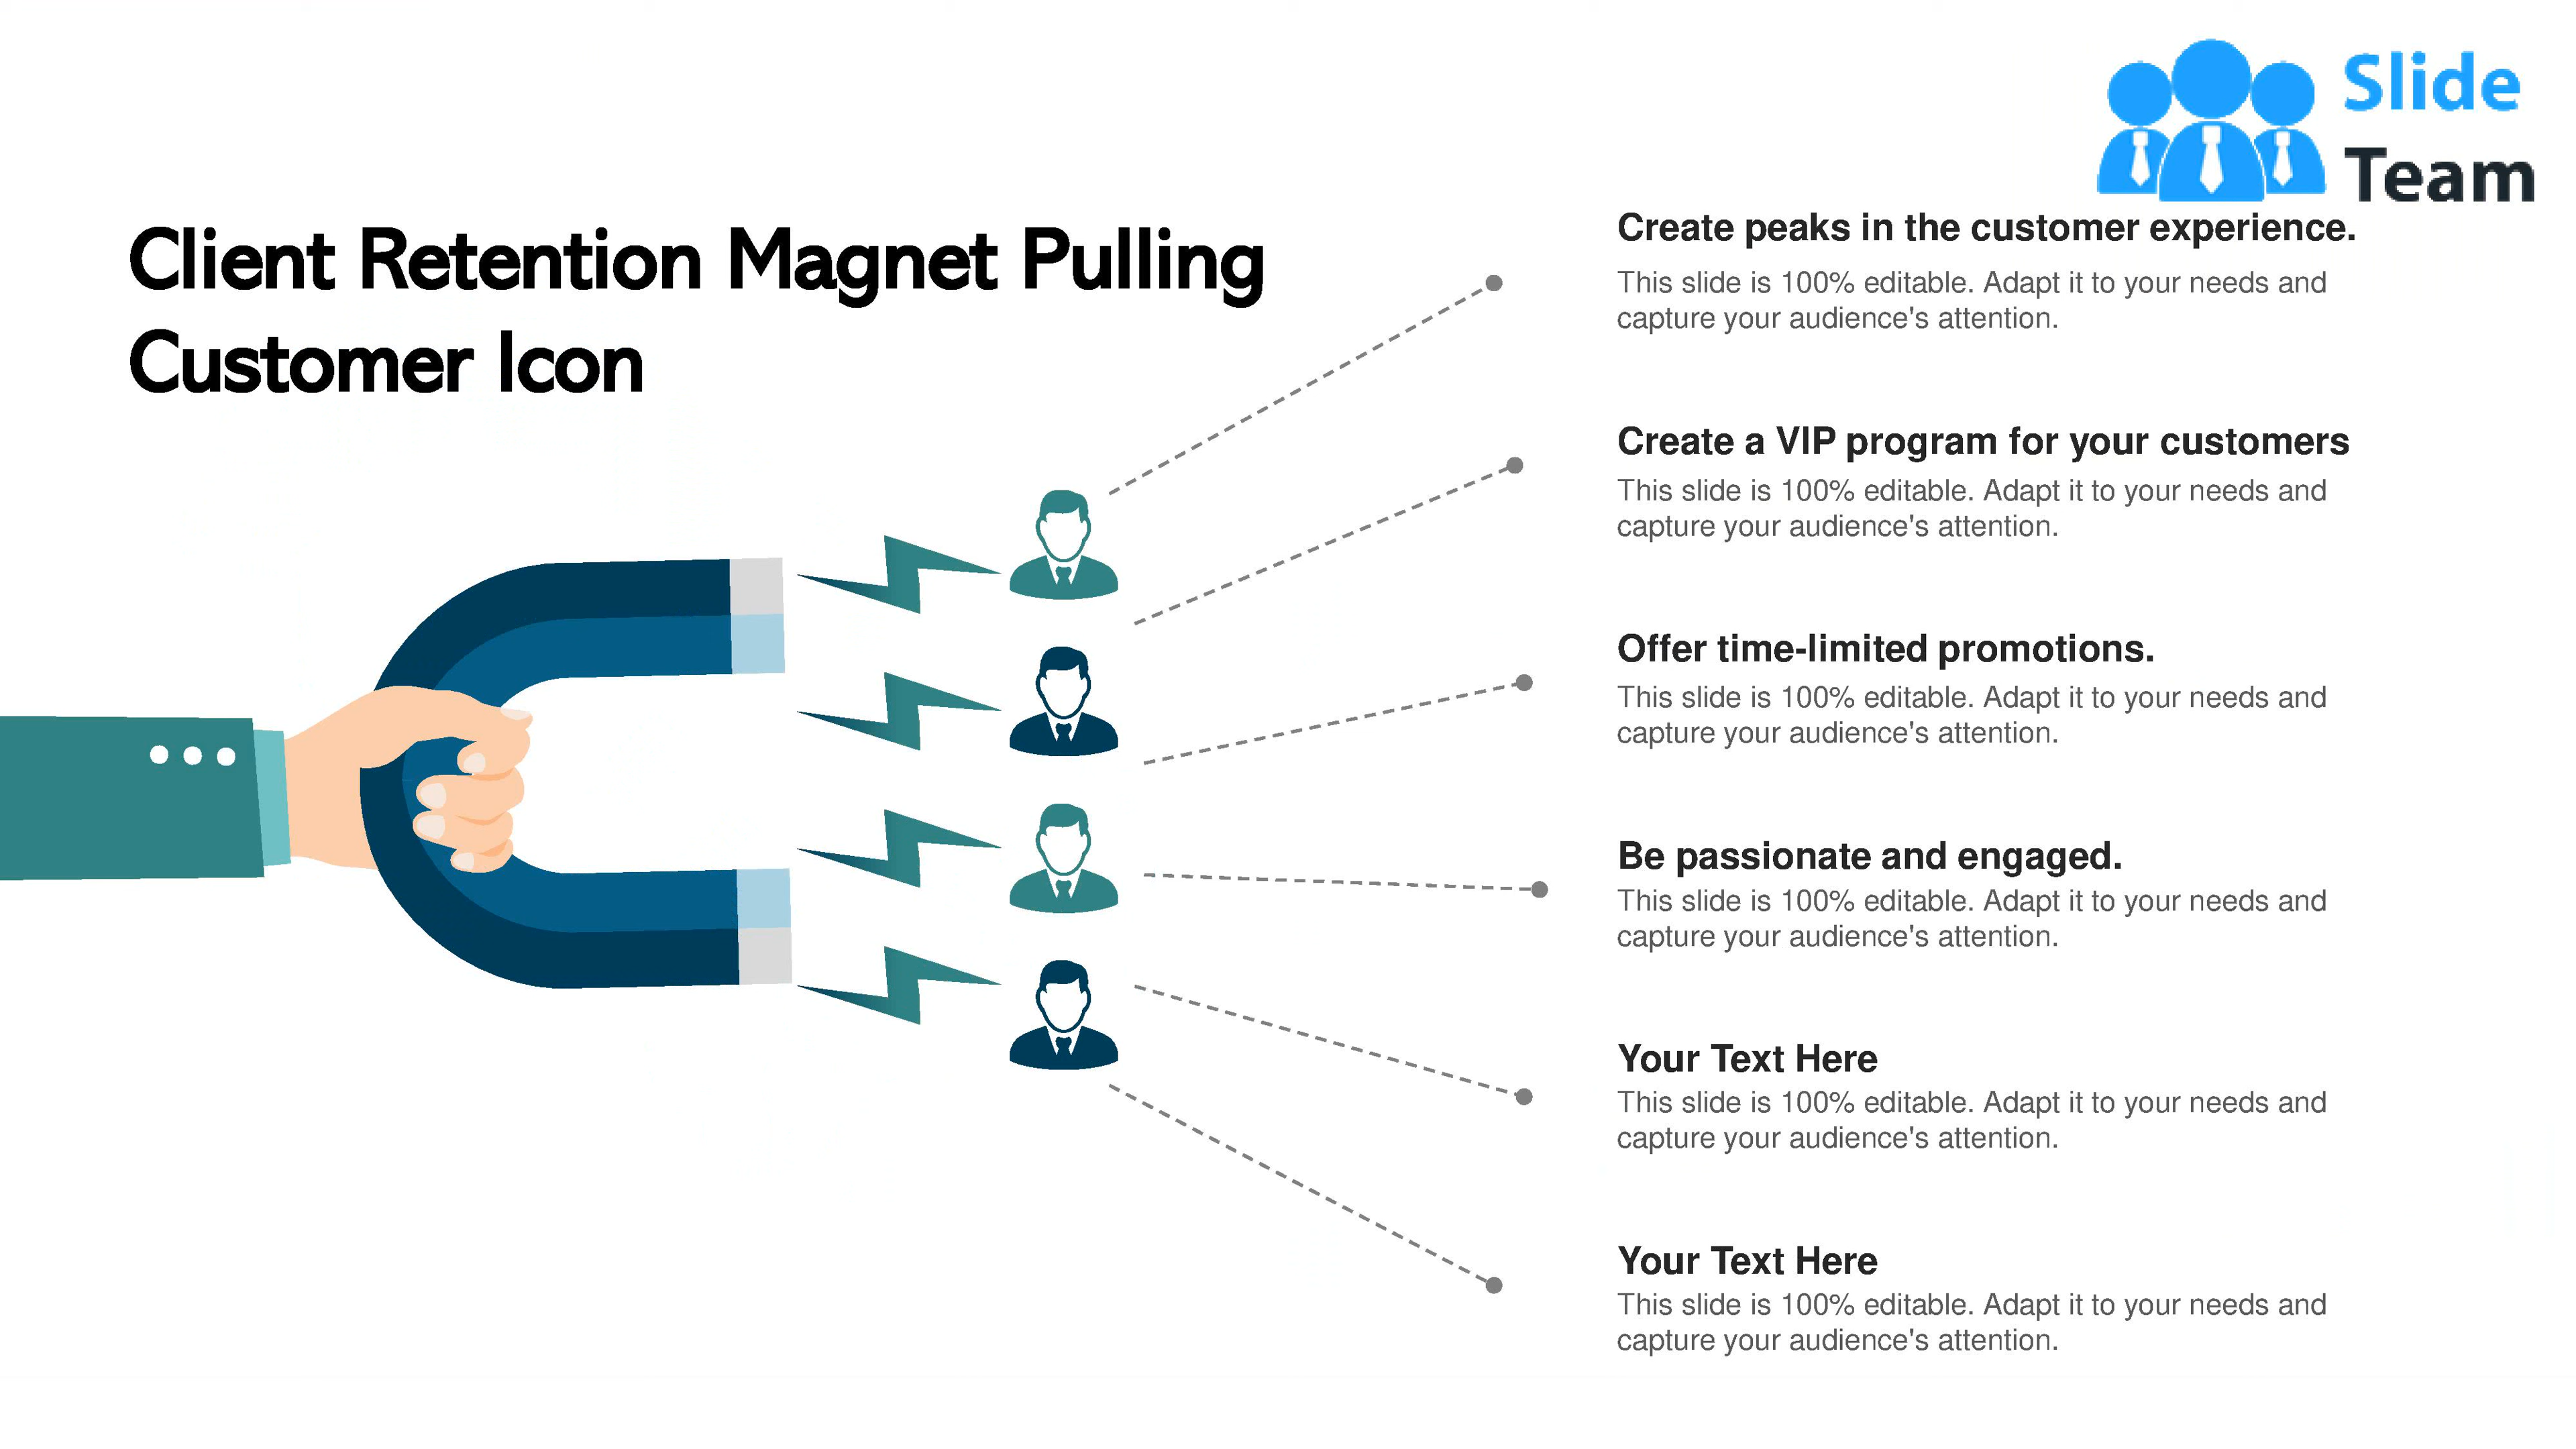 Slide
Team
Client Retention Magnet Pulling
Customer Icon
Create peaks in the customer experience.
This slide is 100% editable. Adapt it to your needs and
capture your audience's attention.
Create a VIP program for your customers
This slide is 100% editable. Adapt it to your needs and
capture your audience's attention.
Offer time-limited promotions.
This slide is 100% editable. Adapt it to your needs and
capture your audience's attention.
Be passionate and engaged.
This slide is 100% editable. Adapt it to your needs and
capture your audience's attention.
Your Text Here
This slide is 100% editable. Adapt it to your needs and
capture your audience's attention.
Your Text Here
This slide is 100% editable. Adapt it to your needs and
capture your audience's attention.